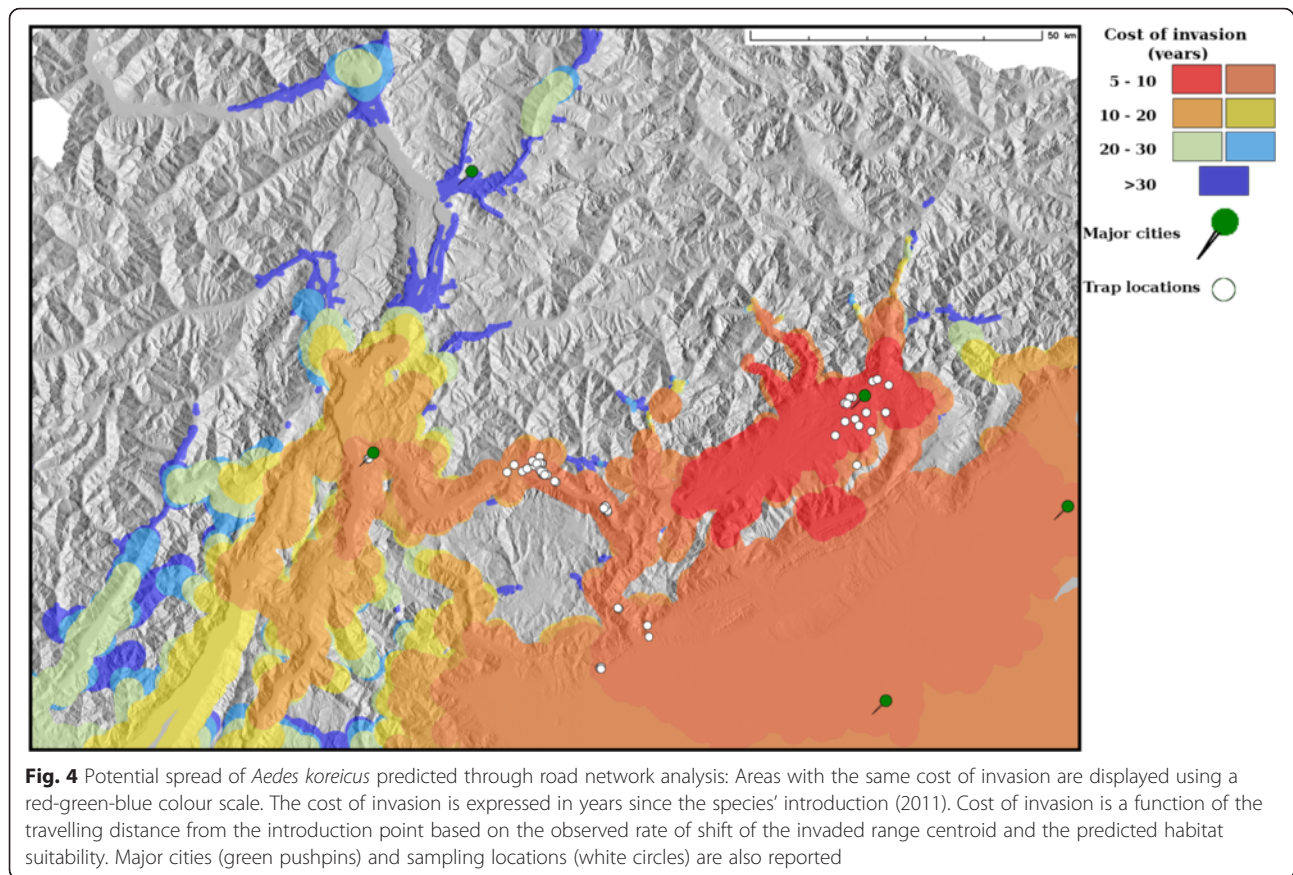 50 km
Cost of invasion
(years)
5 - 10
10 - 20
20 - 30
>30
Major cities
Trap locations
Fig. 4 Potential spread of Aedes koreicus predicted through road network analysis: Areas with the same cost of invasion are displayed using a
red-green-blue colour scale. The cost of invasion is expressed in years since the species’ introduction (2011). Cost of invasion is a function of the
travelling distance from the introduction point based on the observed rate of shift of the invaded range centroid and the predicted habitat
suitability. Major cities (green pushpins) and sampling locations (white circles) are also reported